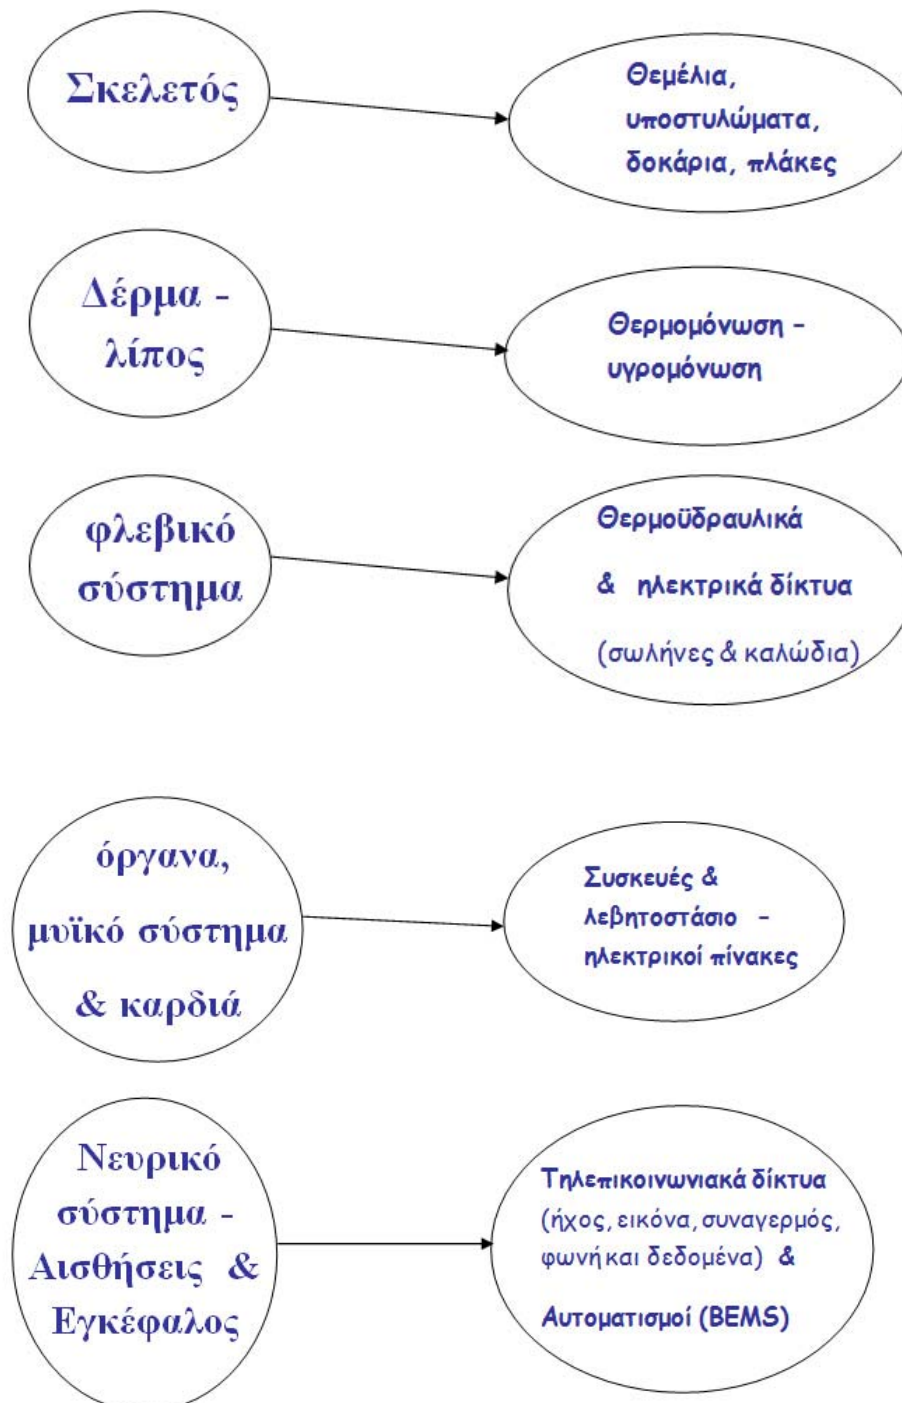 Σκελετός
Θεμέλια,
υποστυλώματα,
δοκάρια, πλάκες
Δέρμα -
λίπος
Θερμομόνωση -
υγρομόνωση
φλεβικό
σύστημα
Θερμοϋδραυλικά
& ηλεκτρικά δίκτυα
(σωλήνες & καλώδια)
όργανα,
μυϊκό σύστημα
& καρδιά
Συσκευές &
λεβητοστάσιο -
ηλεκτρικοί πίνακες
Νευρικό
σύστημα -
Αισθήσεις &
Εγκέφαλος
Τηλεπικοινωνιακά δίκτυα
(ήχος, εικόνα, συναγερμός,
φωνή και δεδομένα) &
Αυτοματισμοί (BEMS)